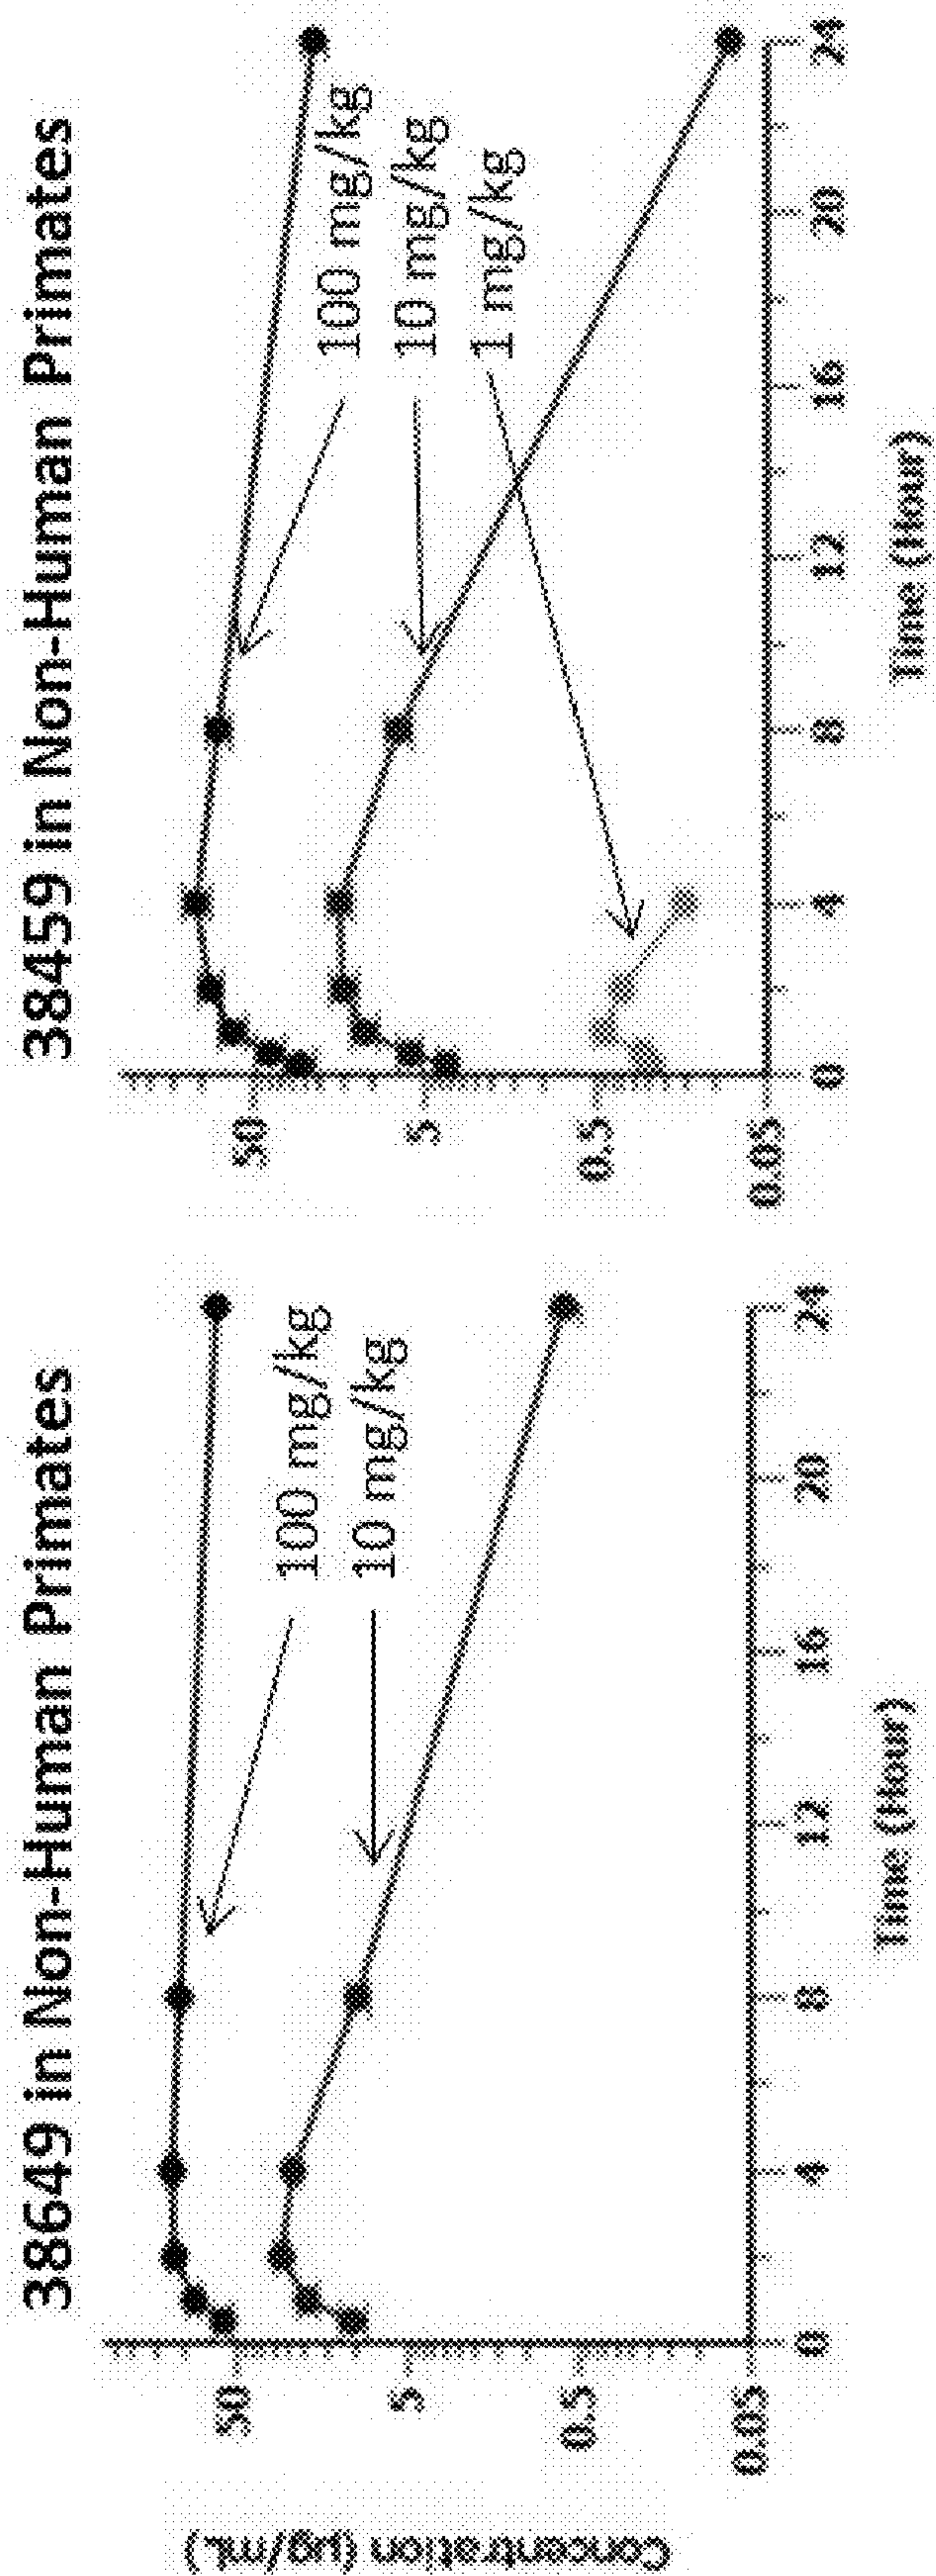 38649 in Non-Human Primates
Concentration (µg/mL)
50
5
0.5
0.05
100 mg/kg
10 mg/kg
0 4 8 12 16 20 24
Time (Hour)
38459 in Non-Human Primates
50
5
0.5
0.05
100 mg/kg
10 mg/kg
1 mg/kg
0 4 8 12 16 20 24
Time (Hour)